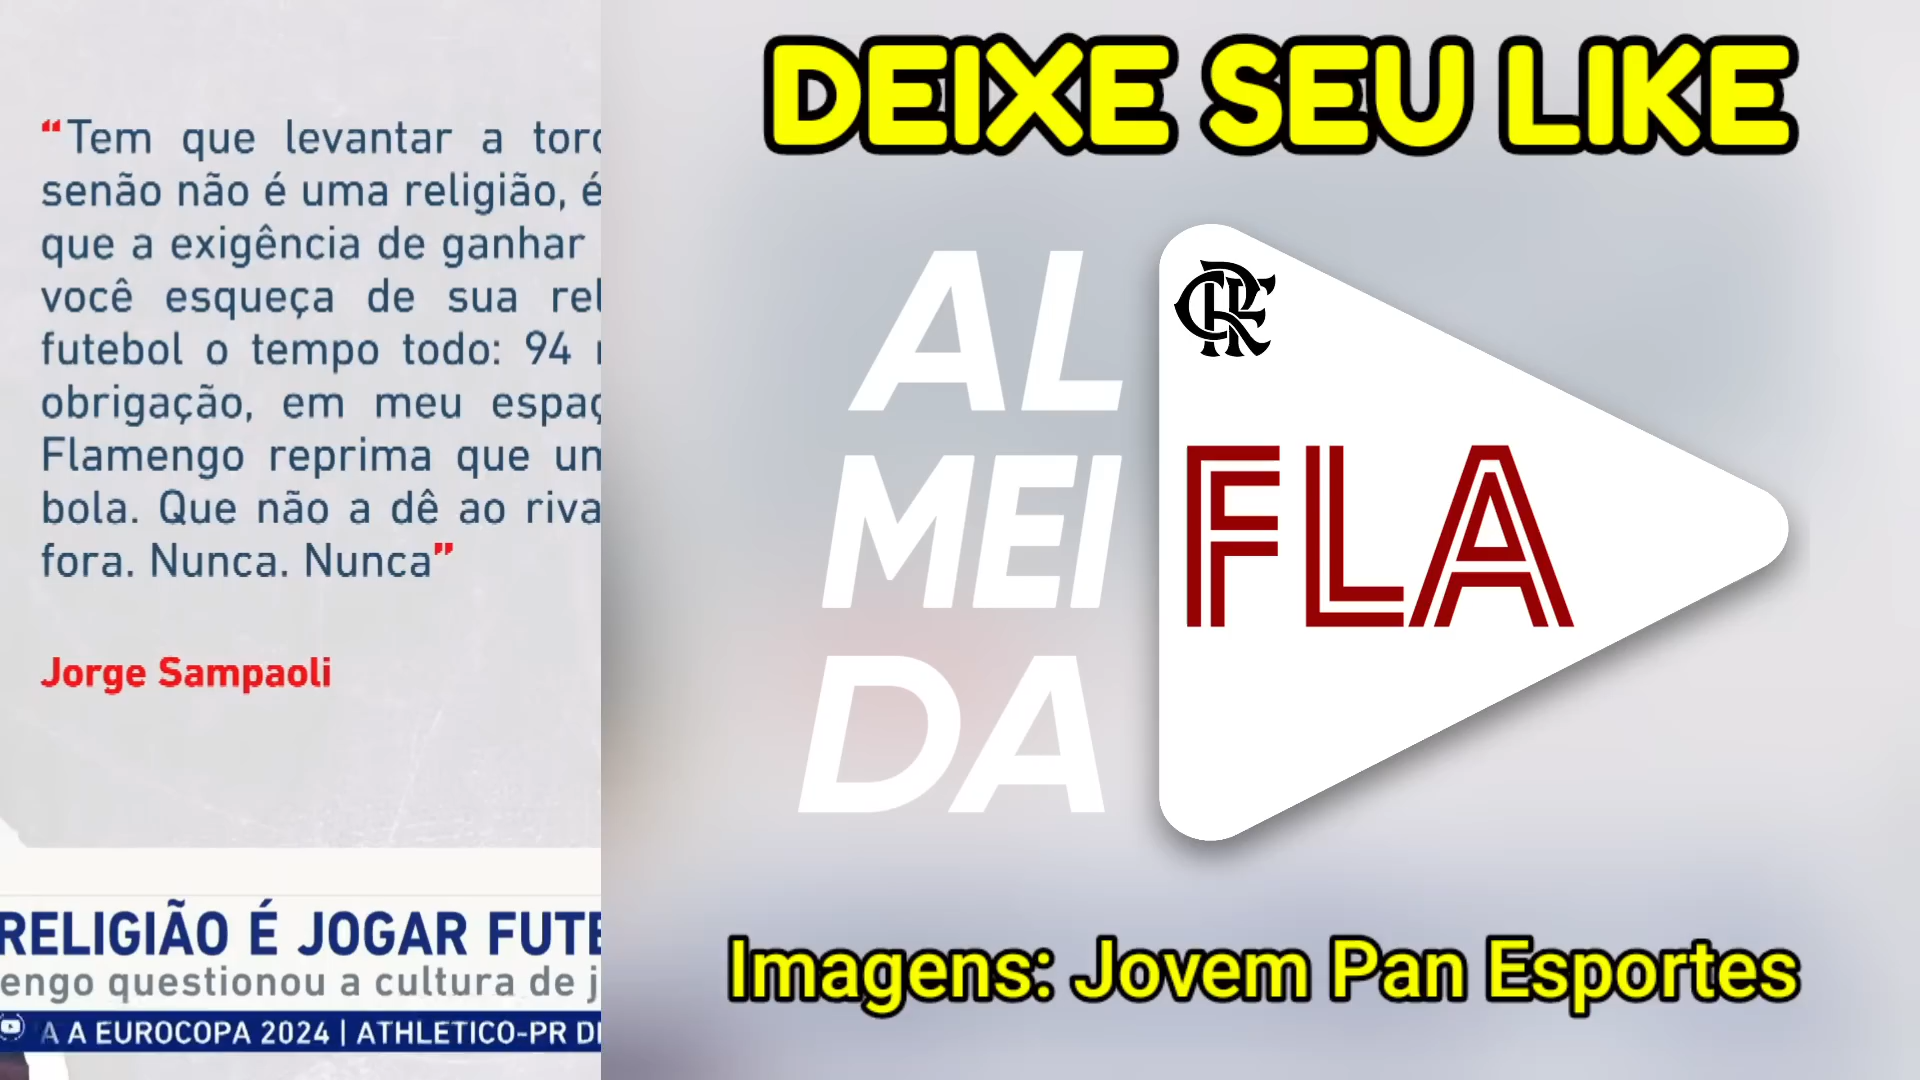 “Tem que levantar a
senão não é uma religião, é
que a exigência de ganhar
você esqueça de sua
futebol o tempo todo: 94
obrigação, em meu
Flamengo reprima que
bola. Que não a dê ao
fora. Nunca. Nunca”
Jorge Sampaoli
RELIGIÃO É JOGAR
questionou a cultura de
A A EUROCOPA 2024 | ATHLETICO-PR
DEIXE SEU LIKE
AL
MEI
DA
CRF
FLA
Imagens: Jovem Pan Esportes